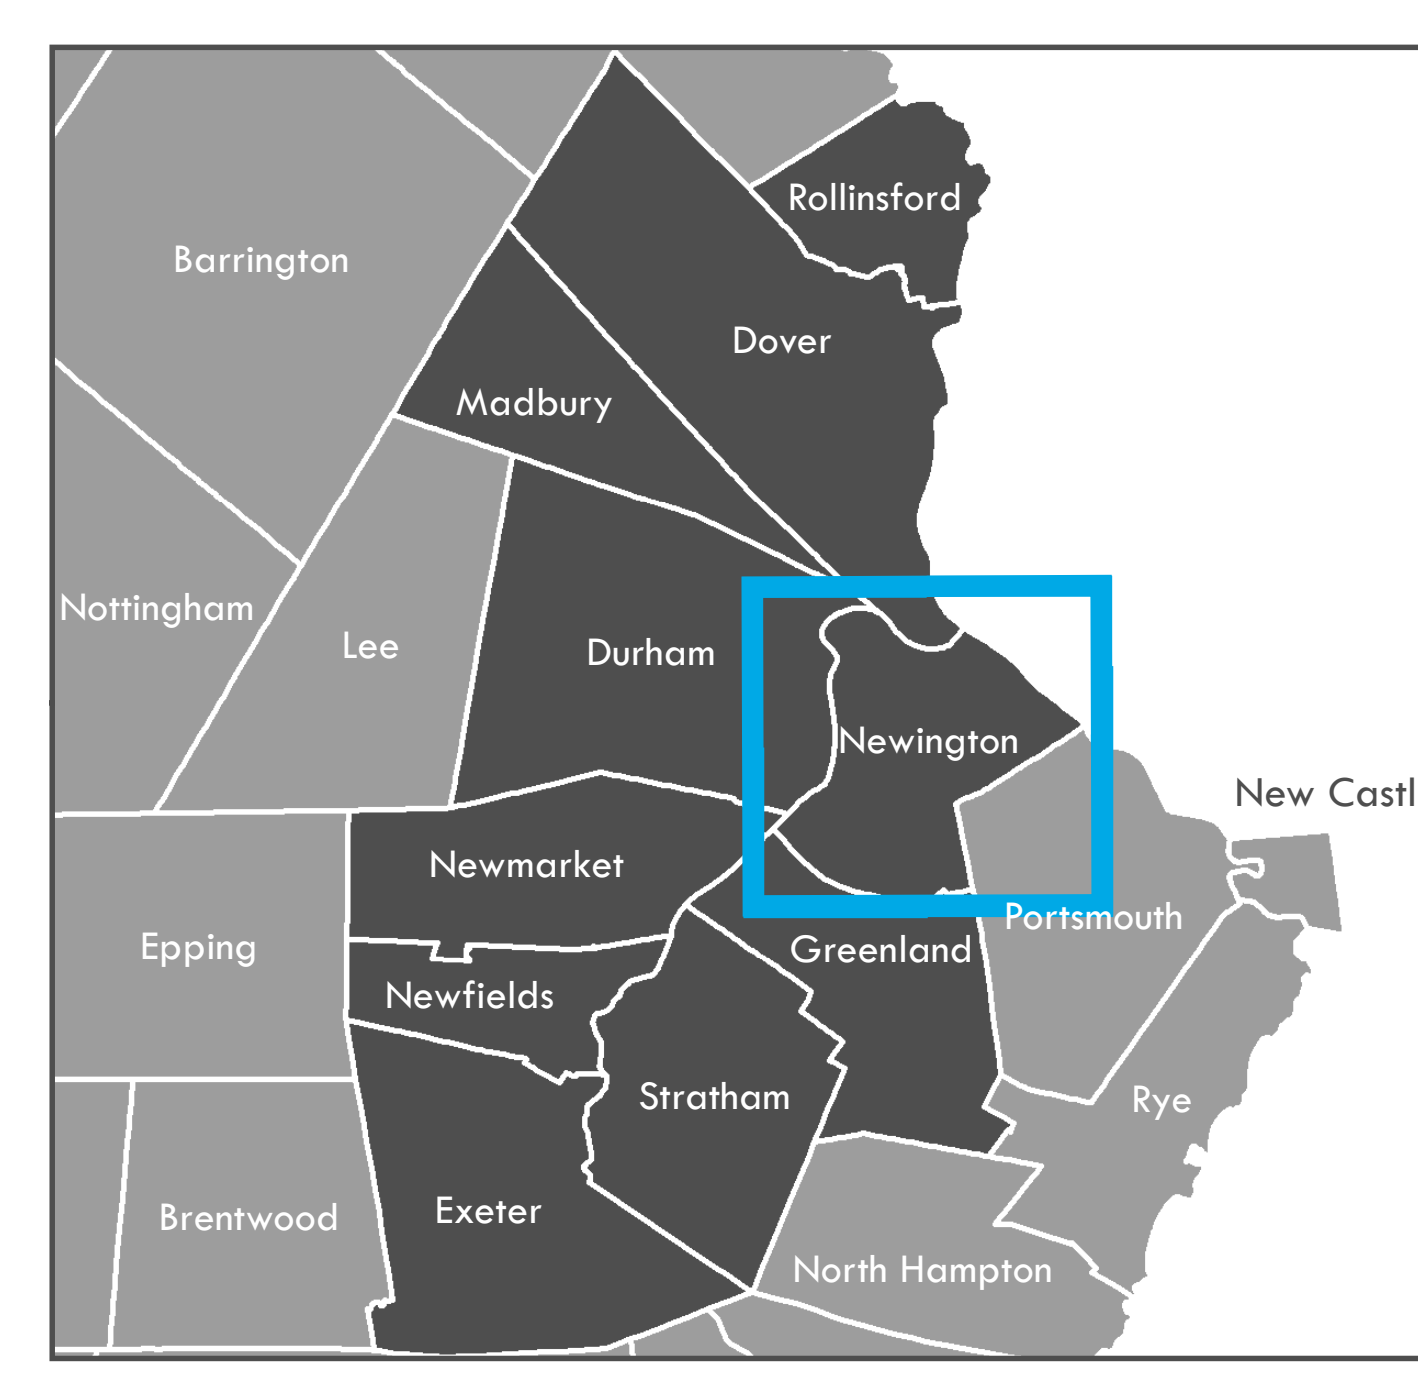 Rollinsford
Barrington
Dover
Madbury
Nottingham
Lee
Durham
Newington
New Castl
Newmarket
Portsmouth
Epping
Greenland
Newfields
Stratham
Rye
Brentwood
Exeter
North Hampton